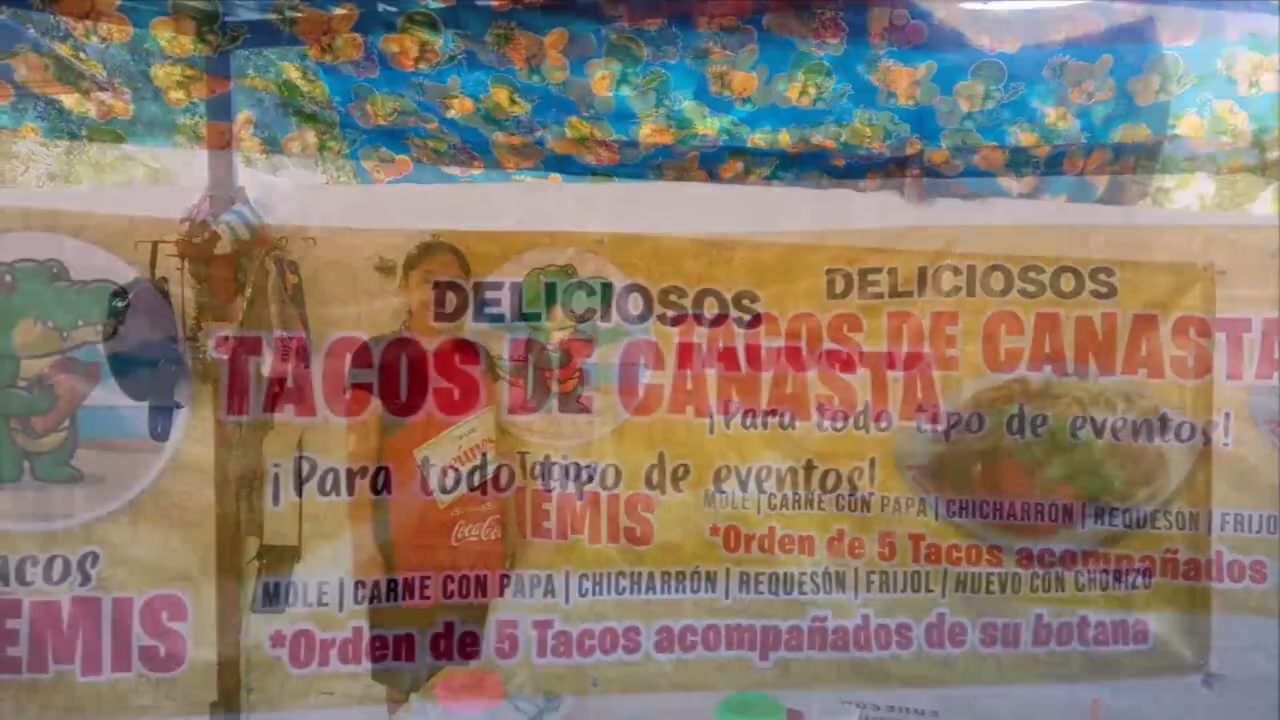 DELICIOSOS
TACOS DE CANASTA
¡Para todo tipo de eventos!
MOLE | CARNE CON PAPA | CHICHARRÓN | REQUESÓN | FRIJOL | HUEVO CON CHORIZO
*Orden de 5 Tacos acompañados de su botana
DELICIOSOS
TACOS DE CANASTA
¡Para todo tipo de eventos!
MOLE | CARNE CON PAPA | CHICHARRÓN | REQUESÓN | FRIJO
*Orden de 5 Tacos acompañados
ACOS
EMIS
EMIS
Coca-Cola